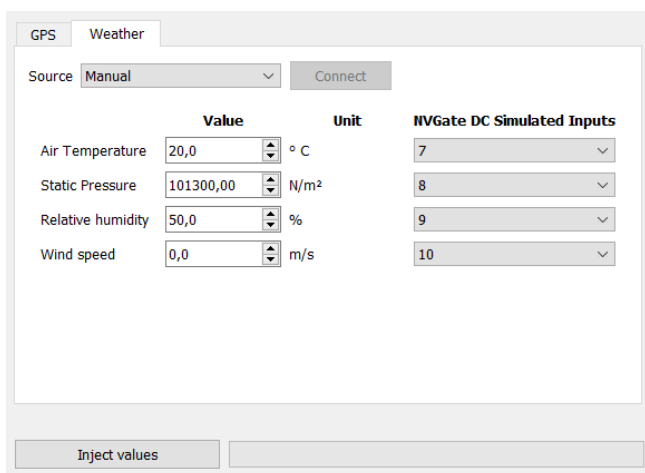 GPS Weather
Source Manual Connect
Value Unit NVGate DC Simulated Inputs
Air Temperature 20,0 ° C 7
Static Pressure 101300,00 N/m² 8
Relative humidity 50,0 % 9
Wind speed 0,0 m/s 10
Inject values